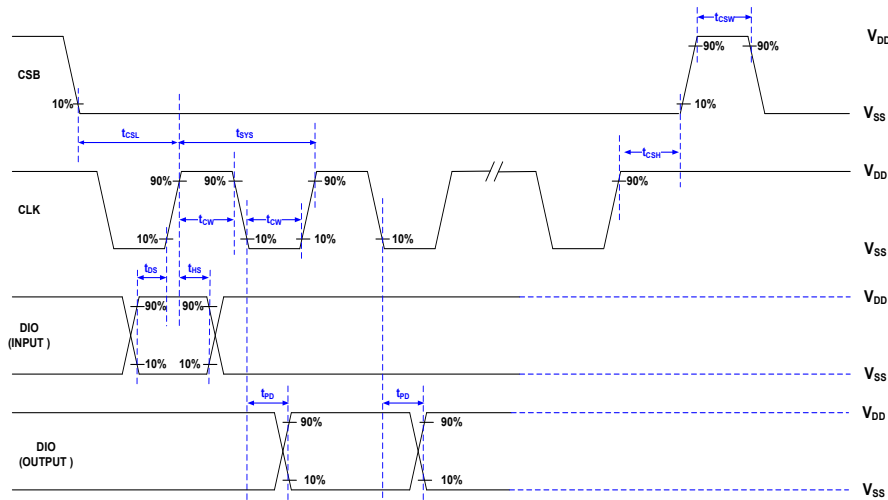 tCSW
VDD
90% 90%
CSB
10% 10%
VSS
tCSL tSYS
tCSH
VDD
90% 90% 90% 90%
CLK
tCW tCW
10% 10% 10% 10%
VSS
tDS tHS
VDD
90% 90%
DIO
(INPUT )
10% 10%
VSS
tPD tPD
VDD
90% 90%
DIO
(OUTPUT )
10% 10%
VSS